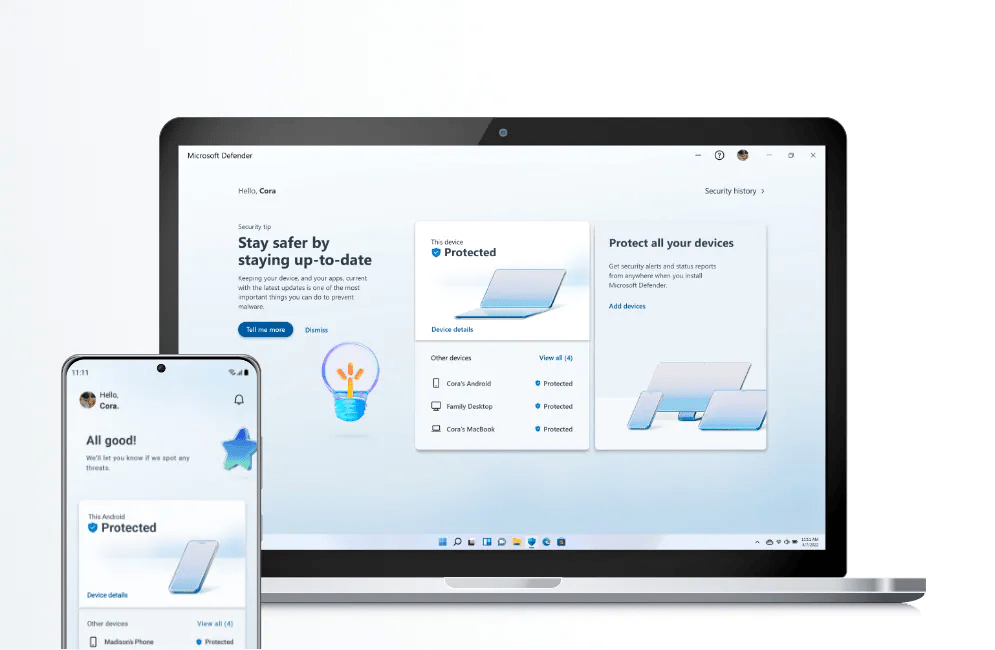 Microsoft Defender
Hello, Cora
Security history
Security tip
Stay safer by
staying up-to-date
Keeping your device, and your apps, current
with the latest updates is one of the most
important things you can do to prevent
malware.
Tell me more
Dismiss
This device
Protected
Device details
Other devices
View all (4)
Cora's Android
Protected
Family Desktop
Protected
Cora's MacBook
Protected
Protect all your devices
Get security alerts and status reports
from anywhere when you install
Microsoft Defender.
Add devices
11:11
Hello,
Cora.
All good!
We'll let you know if we spot any
threats.
This Android
Protected
Device details
Other devices
View all (4)
Madison's Phone
Protected